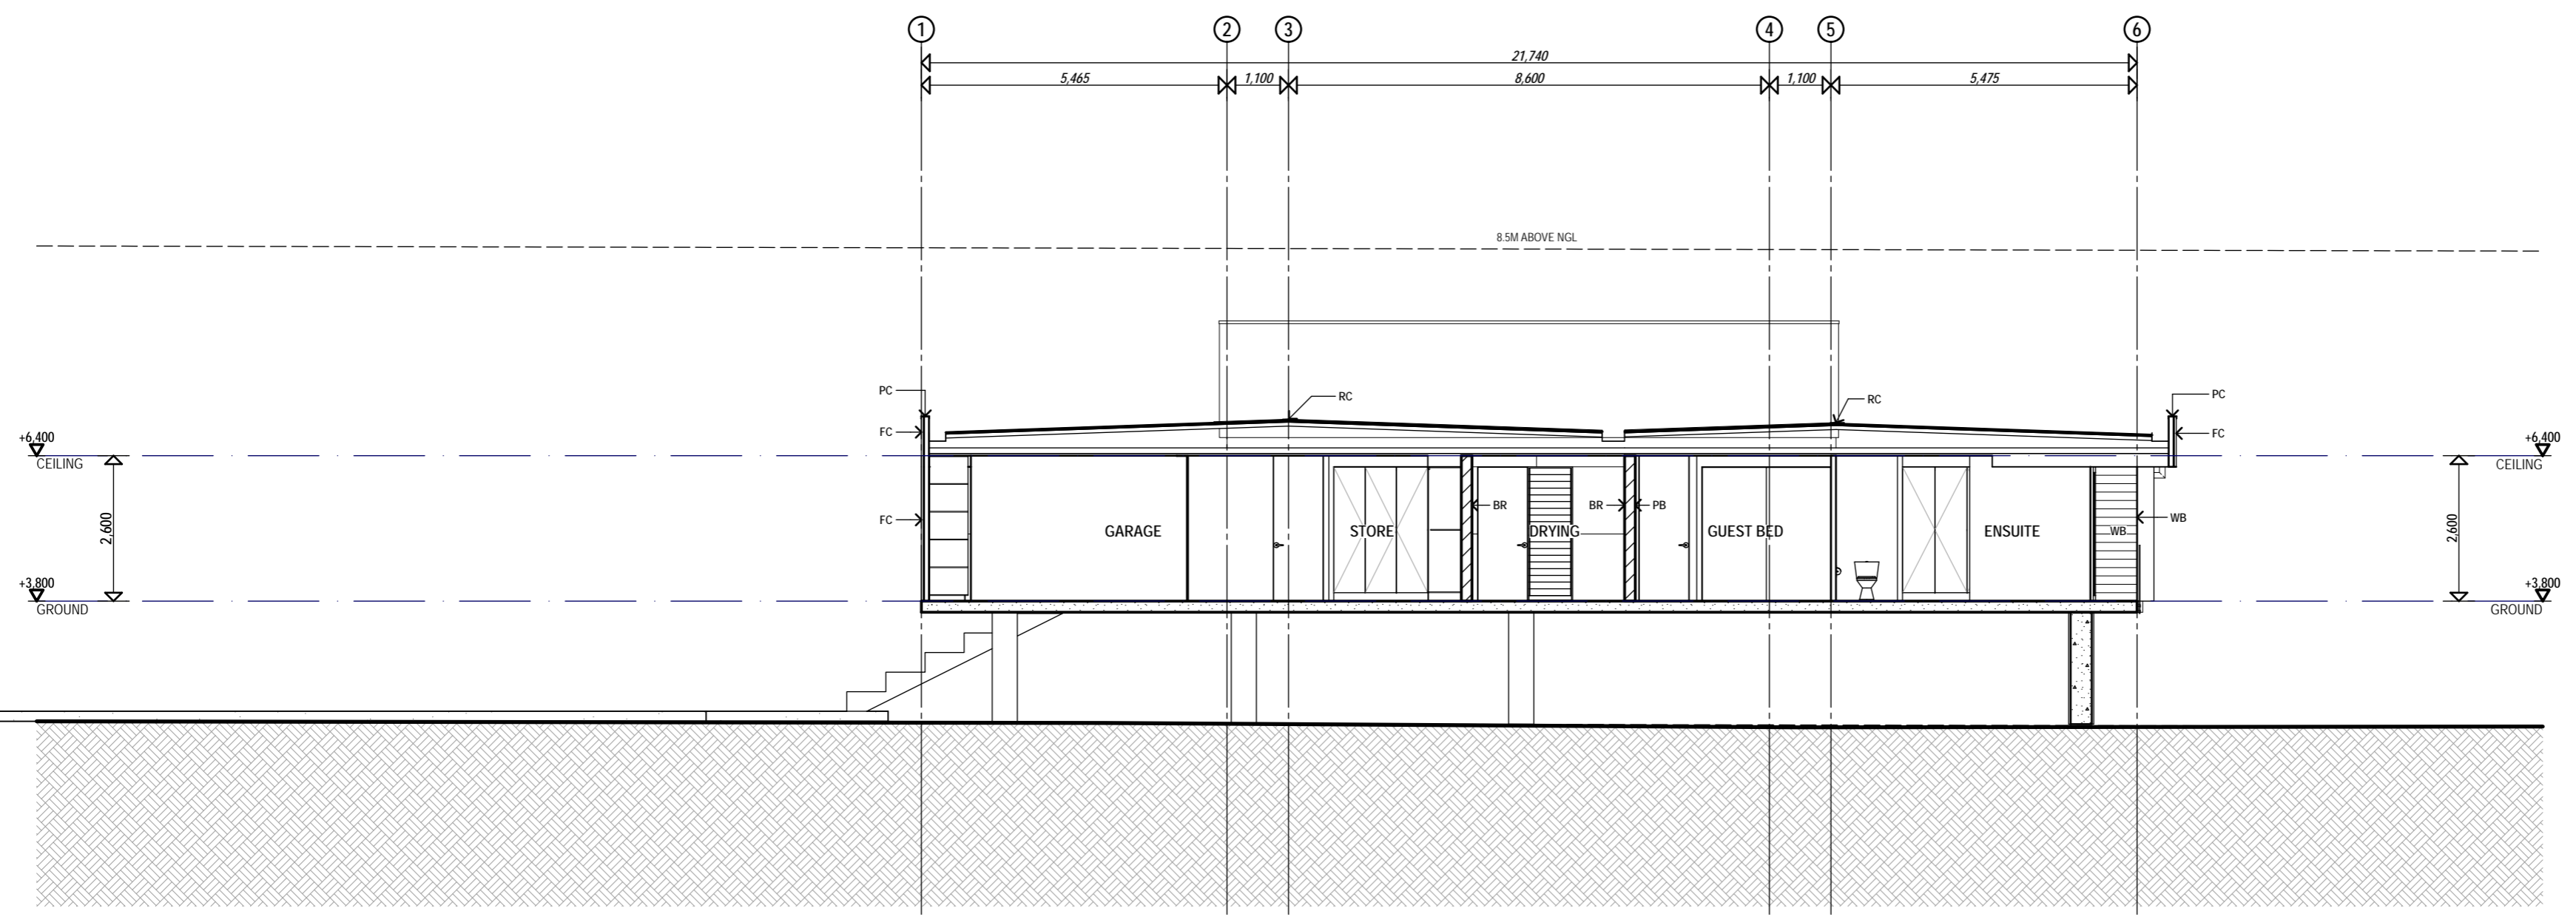 1 2 3 4 5 6
21,740
5,465 1,100 8,600 1,100 5,475
8.5M ABOVE NGL
PC RC RC PC
FC FC
+6,400 +6,400
CEILING CEILING
BR BR PB
FC WB
GARAGE STORE DRYING GUEST BED ENSUITE WB
2,600 2,600
+3,800 +3,800
GROUND GROUND